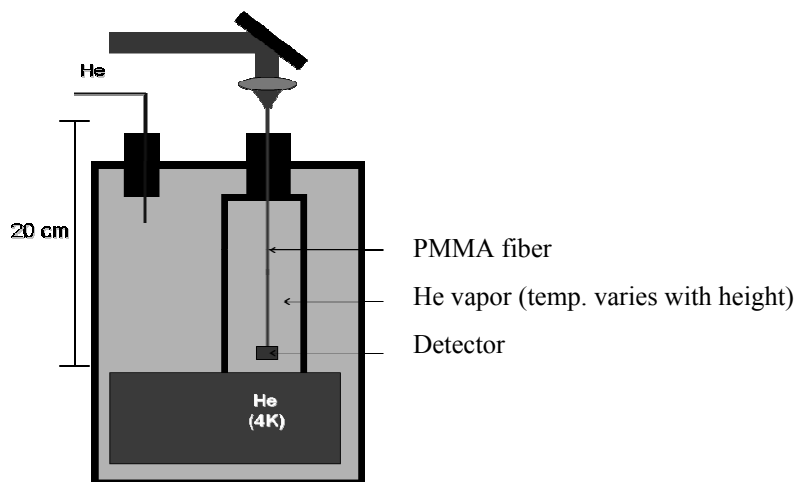 He
20 cm
PMMA fiber
He vapor (temp. varies with height)
Detector
He
(4K)